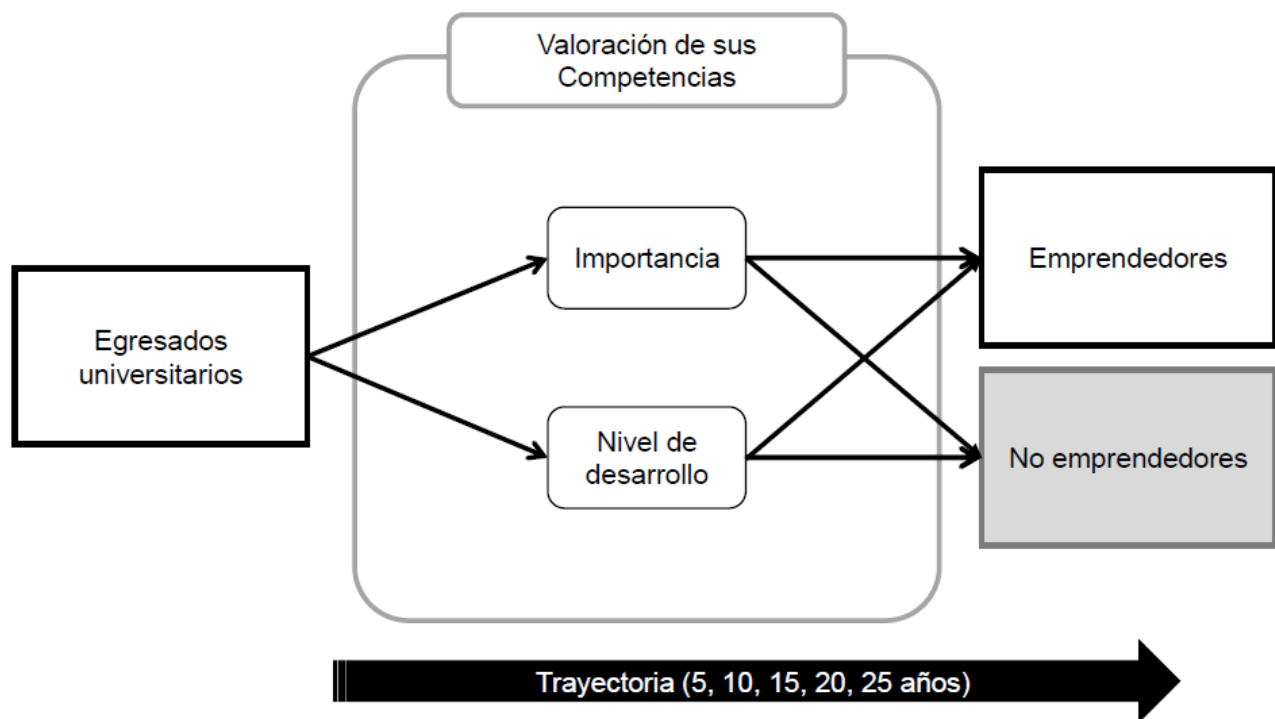 Valoración de sus
Competencias
Importancia
Emprendedores
Egresados
universitarios
Nivel de
desarrollo
No emprendedores
Trayectoria (5, 10, 15, 20, 25 años)